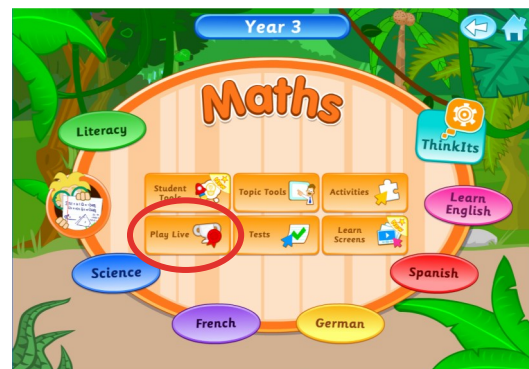 Year 3
Maths
Literacy
ThinkIts
Student
Tools
Topic Tools
Activities
Learn
English
Play Live
Tests
Learn
Screens
Science
Spanish
French
German